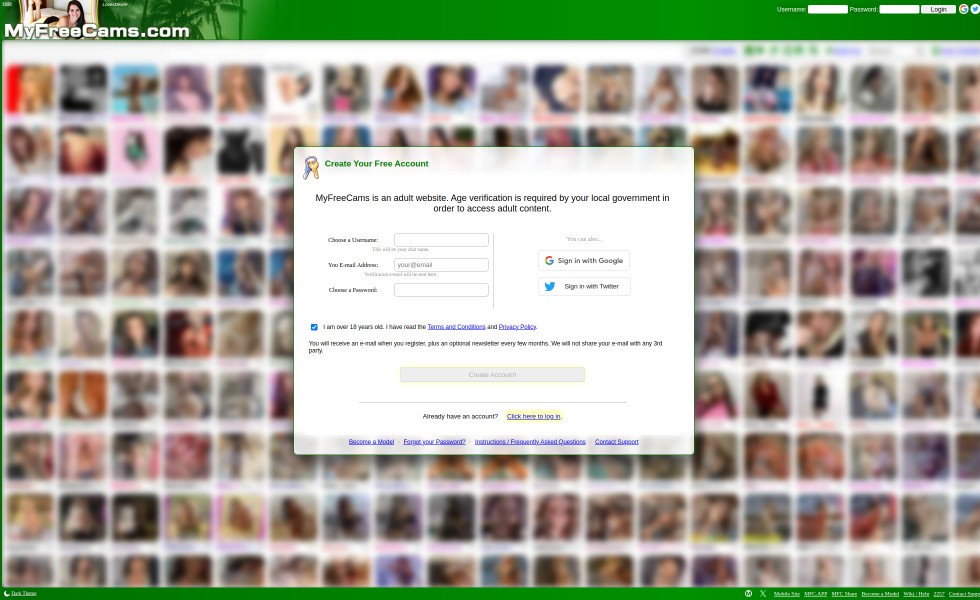 Lovestease
MyFreeCams.com
Username:
Password:
Login
Create Your Free Account
MyFreeCams is an adult website. Age verification is required by your local government in
order to access adult content.
Choose a Username:
This will be your chat name.
You E-mail Address:
your@email
Verification e-mail will be sent here.
Choose a Password:
You can also...
Sign in with Google
Sign in with Twitter
I am over 18 years old. I have read the Terms and Conditions and Privacy Policy.
You will receive an e-mail when you register, plus an optional newsletter every few months. We will not share your e-mail with any 3rd
party.
Create Account!
Already have an account? Click here to log in.
Become a Model · Forgot your Password? · Instructions / Frequently Asked Questions · Contact Support
Dark Theme
Mobile Site MFC.APP MFC Share Become a Model Wiki / Help 2257 Contact